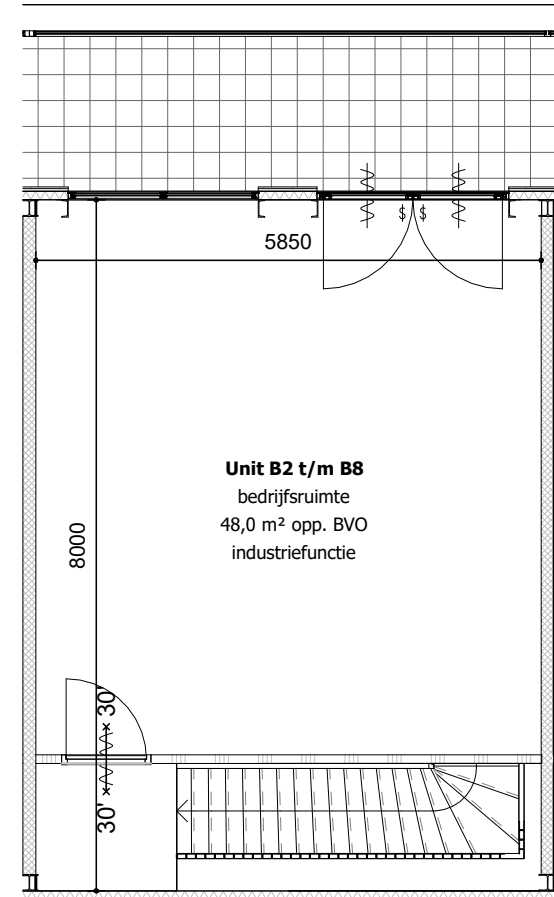 $ $
5850
Unit B2 t/m B8
bedrijfsruimte
48,0 m² opp. BVO
industriefunctie
8000
30'
30'